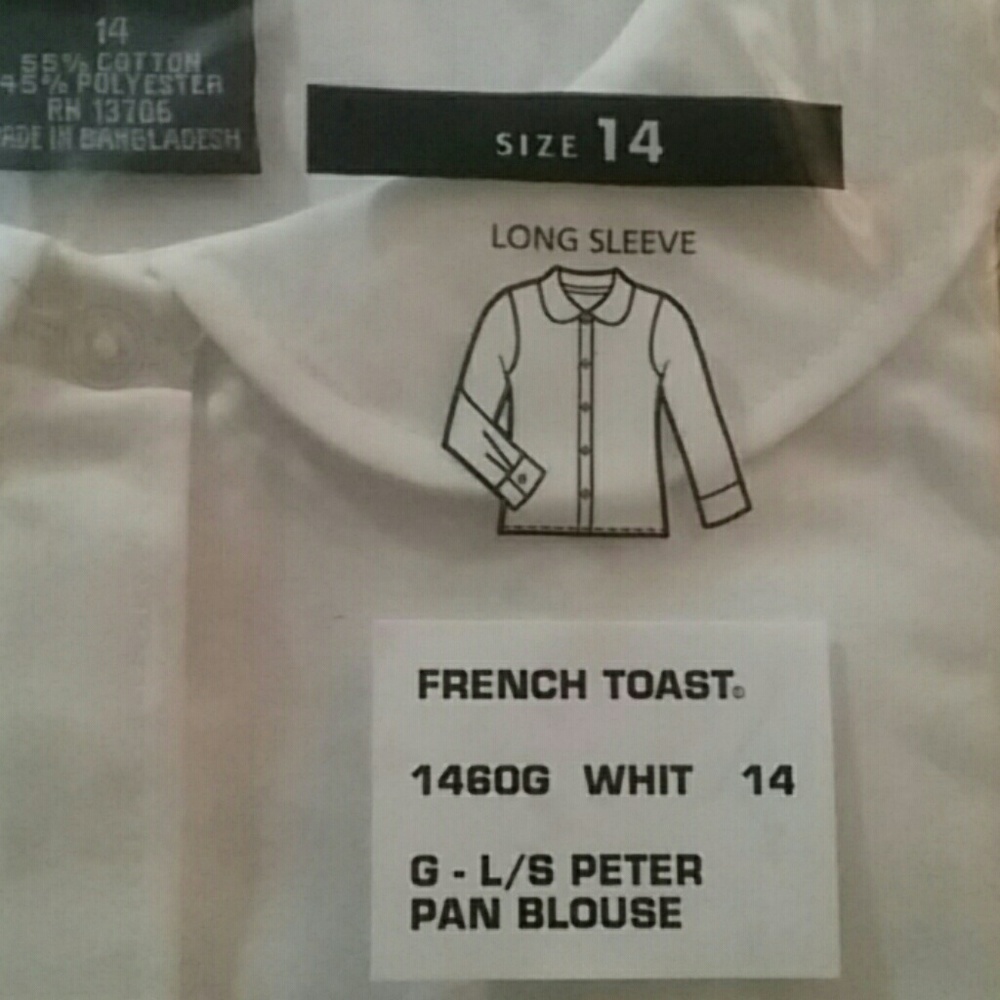 14
55% COTTON
45% POLYESTER
RN 13706
ADE IN BANGLADESH
SIZE 14
LONG SLEEVE
FRENCH TOAST®
1460G WHIT 14
G - L/S PETER
PAN BLOUSE